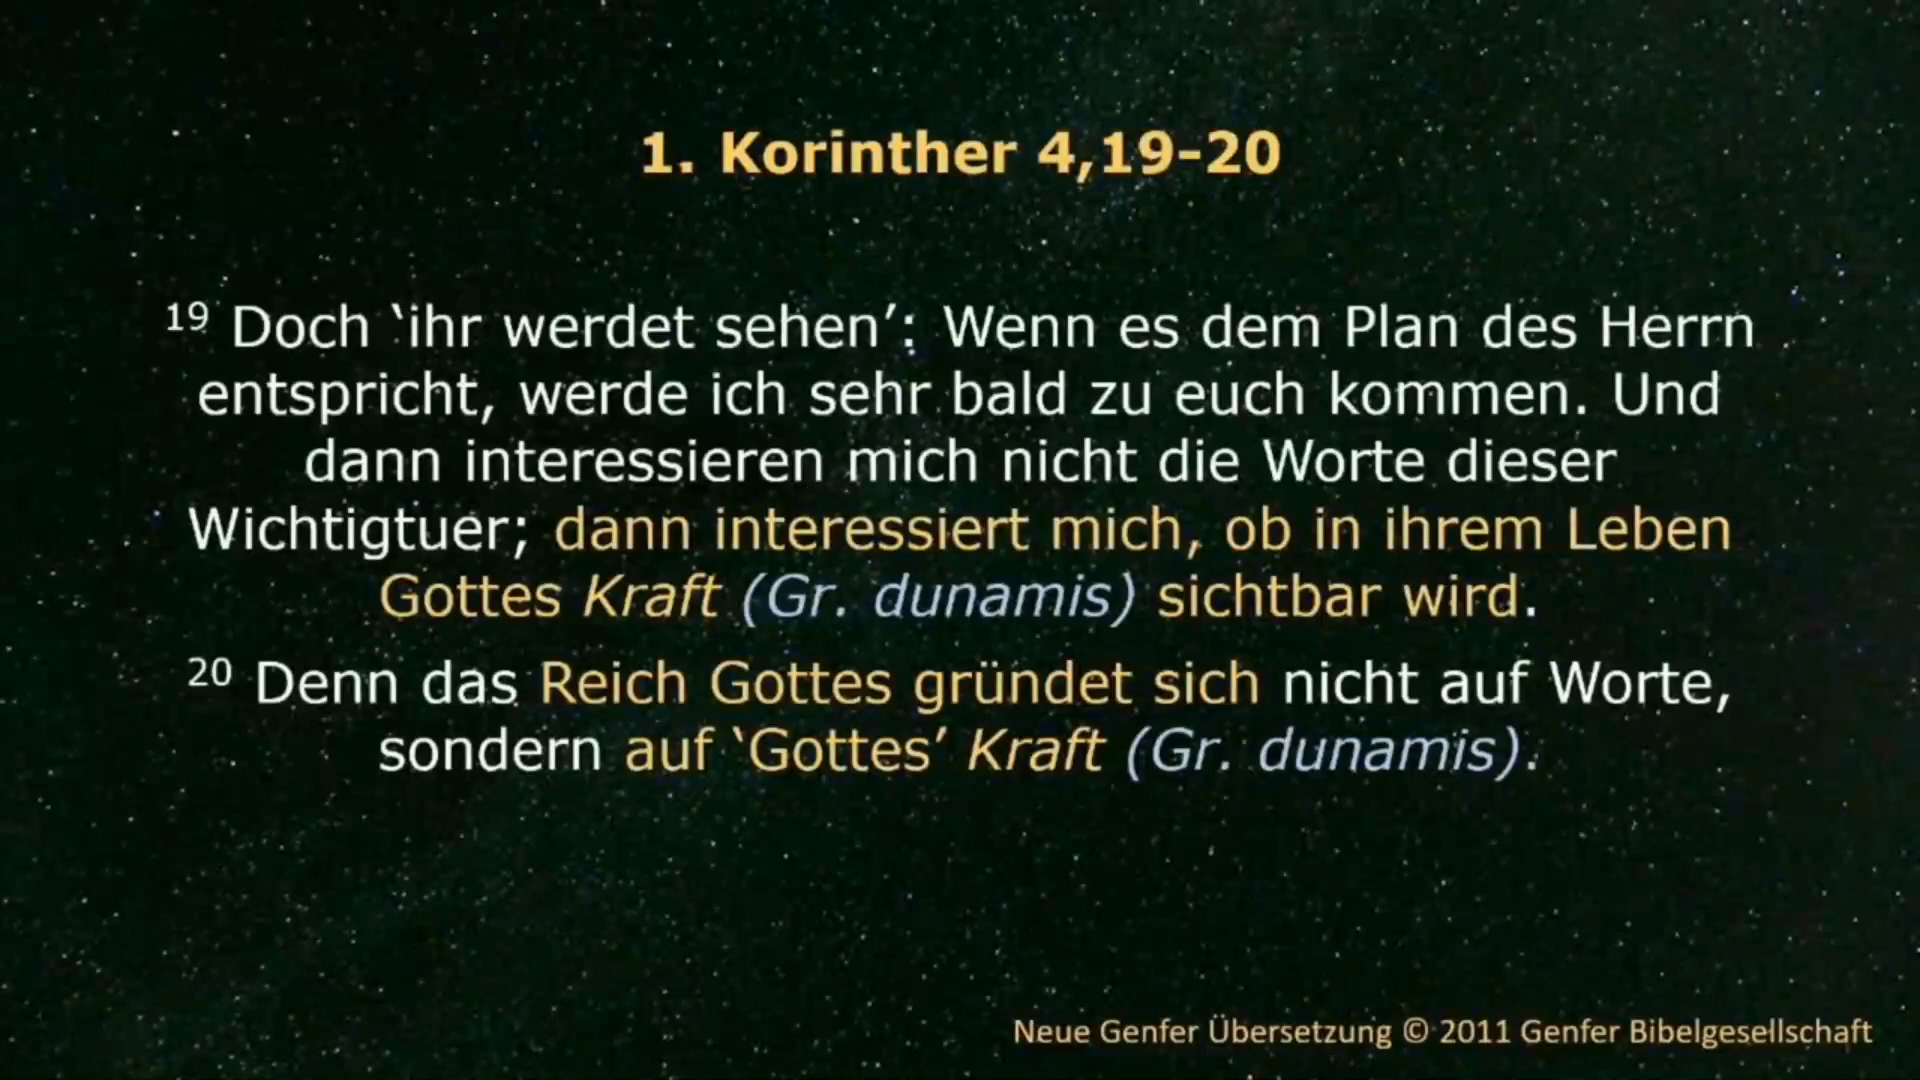 1. Korinther 4,19-20
19 Doch ‘ihr werdet sehen’: Wenn es dem Plan des Herrn
entspricht, werde ich sehr bald zu euch kommen. Und
dann interessieren mich nicht die Worte dieser
Wichtigtuer; dann interessiert mich, ob in ihrem Leben
Gottes Kraft (Gr. dunamis) sichtbar wird.
20 Denn das Reich Gottes gründet sich nicht auf Worte,
sondern auf ‘Gottes’ Kraft (Gr. dunamis).
Neue Genfer Übersetzung © 2011 Genfer Bibelgesellschaft